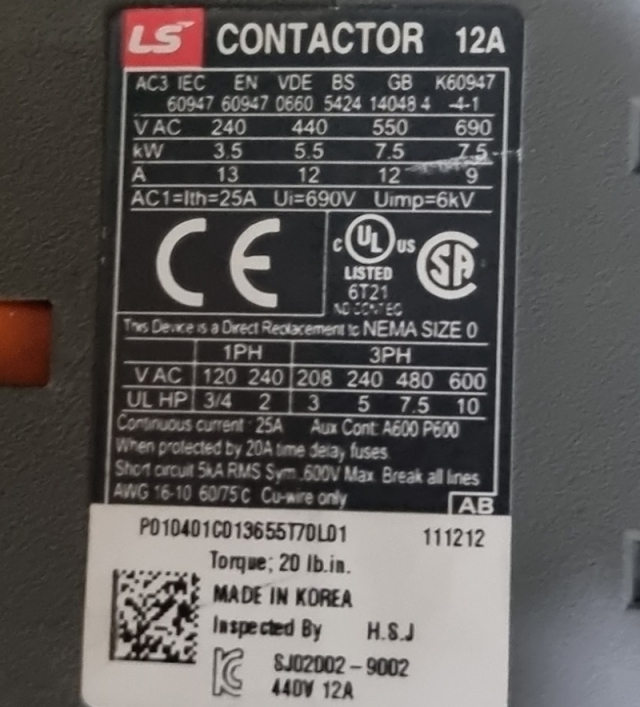 LS CONTACTOR 12A
AC3 IEC EN VDE BS GB K60947
60947 60947 0660 5424 14048 4 -4-1
V AC 240 440 550 690
kW 3.5 5.5 7.5 7.5
A 13 12 12 9
AC1=Ith=25A Ui=690V Uimp=6kV
CE
C UL US SA
LISTED
6T21
This Device is a Direct Replacement to NEMA SIZE 0
1PH 3PH
V AC 120 240 208 240 480 600
UL HP 3/4 2 3 5 7.5 10
Continuous current : 25A Aux Cont: A600 P600
When protected by 20A time delay fuses.
Short circuit 5kA RMS Sym. 600V Max. Break all lines
AWG 16-10 60/75°C Cu-wire only
AB
P010401C013655T70L01 111212
Torque; 20 lb.in.
MADE IN KOREA
Inspected By H.S.J
SJ02002-9002
440V 12A